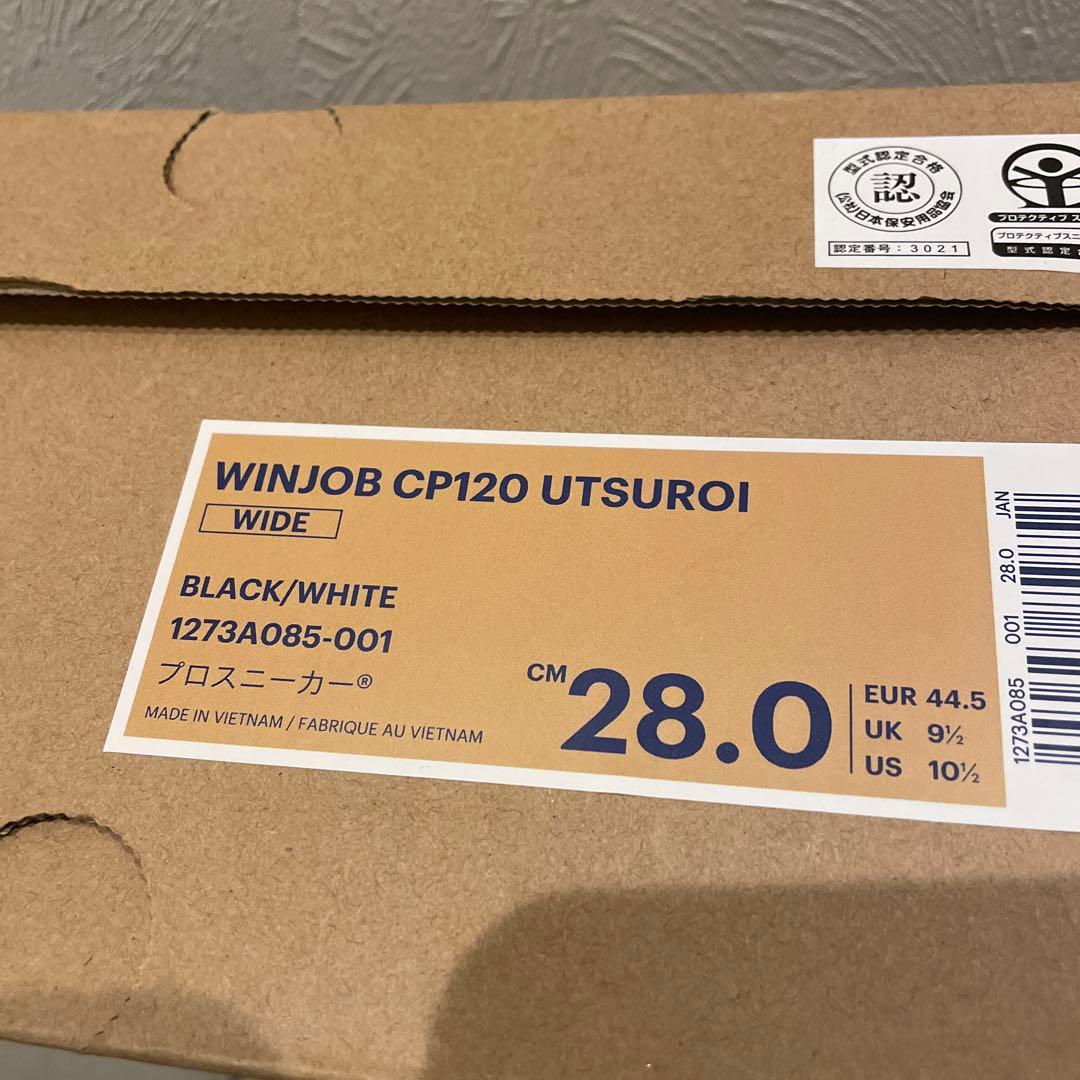 型式認定合格
認
(公社)日本保安用品協会
認定番号：3021
プロテクティブ ス
プロテクティブスニ
型式認定
WINJOB CP120 UTSUROI
WIDE
BLACK/WHITE
1273A085-001
プロスニーカー®
MADE IN VIETNAM / FABRIQUE AU VIETNAM
CM 28.0
EUR 44.5
UK 9½
US 10½
1273A085 001 28.0 JAN